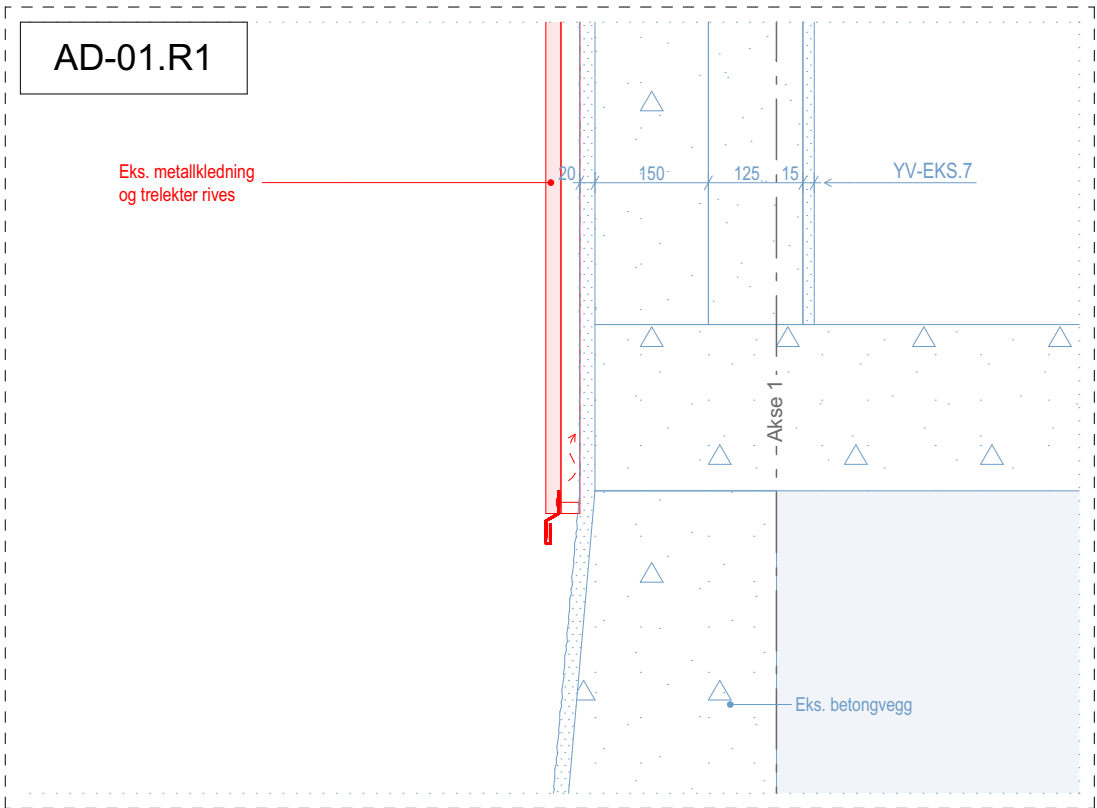 AD-01.R1
Eks. metallkledning
og trelekter rives
20 150 125 15 YV-EKS.7
Akse 1
Eks. betongvegg